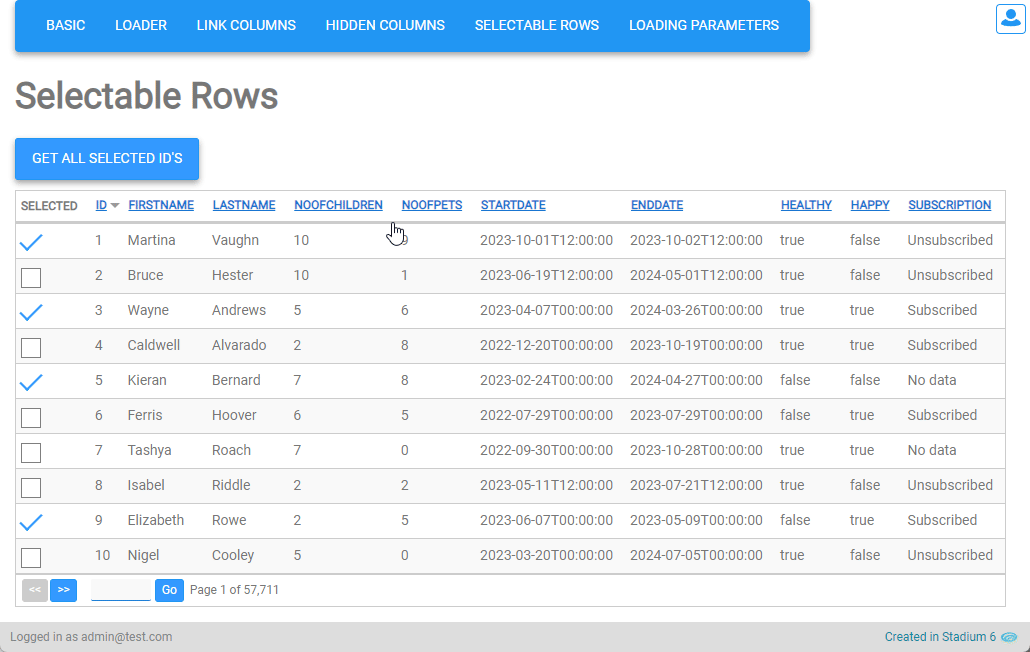 BASIC LOADER LINK COLUMNS HIDDEN COLUMNS SELECTABLE ROWS LOADING PARAMETERS
Selectable Rows
GET ALL SELECTED ID'S
SELECTED ID FIRSTNAME LASTNAME NOOFCHILDREN NOOFPETS STARTDATE ENDDATE HEALTHY HAPPY SUBSCRIPTION
1 Martina Vaughn 10 9 2023-10-01T12:00:00 2023-10-02T12:00:00 true false Unsubscribed
2 Bruce Hester 10 1 2023-06-19T12:00:00 2024-05-01T12:00:00 true false Unsubscribed
3 Wayne Andrews 5 6 2023-04-07T00:00:00 2024-03-26T00:00:00 true true Subscribed
4 Caldwell Alvarado 2 8 2022-12-20T00:00:00 2023-10-19T00:00:00 true true Subscribed
5 Kieran Bernard 7 8 2023-02-24T00:00:00 2024-04-27T00:00:00 false false No data
6 Ferris Hoover 6 5 2022-07-29T00:00:00 2023-07-29T00:00:00 false true Subscribed
7 Tashya Roach 7 0 2022-09-30T00:00:00 2023-10-28T00:00:00 true true No data
8 Isabel Riddle 2 2 2023-05-11T12:00:00 2023-07-21T12:00:00 true false Unsubscribed
9 Elizabeth Rowe 2 5 2023-06-07T00:00:00 2023-05-09T00:00:00 false true Subscribed
10 Nigel Cooley 5 0 2023-03-20T00:00:00 2024-07-05T00:00:00 true false Unsubscribed
<< >> Go Page 1 of 57,711
Logged in as admin@test.com Created in Stadium 6